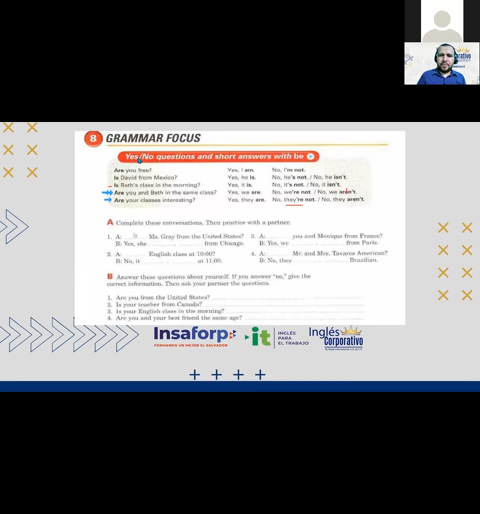 8 GRAMMAR FOCUS
Yes/No questions and short answers with be
Are you free? Yes, I am. No, I'm not.
Is David from Mexico? Yes, he is. No, he's not. / No, he isn't.
Is Beth's class in the morning? Yes, it is. No, it's not. / No, it isn't.
Are you and Beth in the same class? Yes, we are. No, we're not. / No, we aren't.
Are your classes interesting? Yes, they are. No, they're not. / No, they aren't.
A Complete these conversations. Then practice with a partner.
1. A: Ms. Gray from the United States?
B: Yes, she from Chicago.
2. A: English class at 10:00?
B: No, it at 11:00.
3. A: you and Monique from France?
B: Yes, we from Paris.
4. A: Mr. and Mrs. Tavares American?
B: No, they Brazilian.
B Answer these questions about yourself. If you answer "no," give the
correct information. Then ask your partner the questions.
1. Are you from the United States?
2. Is your teacher from Canada?
3. Is your English class in the morning?
4. Are you and your best friend the same age?
Insaforp
FORMANDO UN MEJOR EL SALVADOR
it
INGLÉS
PARA
EL TRABAJO
Inglés
Corporativo